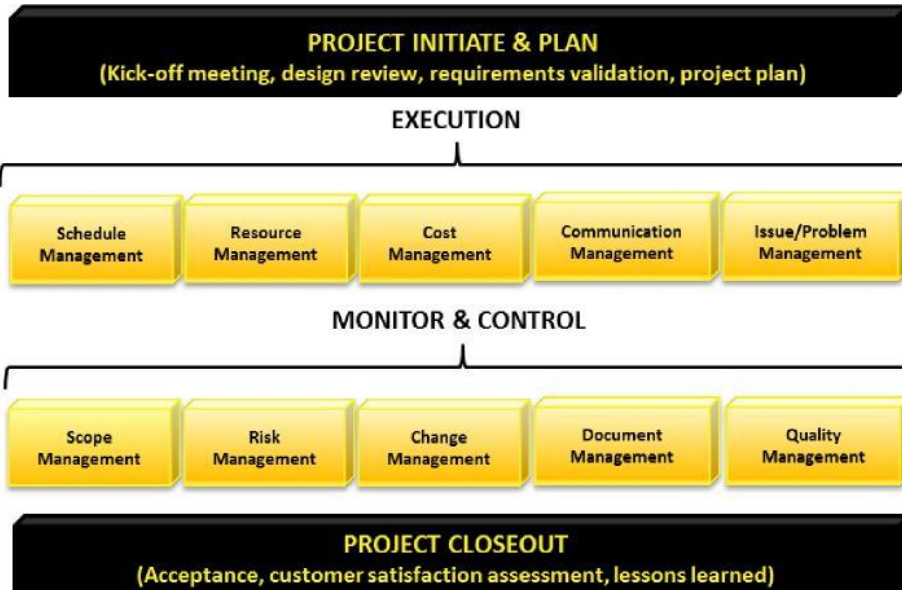 PROJECT INITIATE & PLAN
(Kick-off meeting, design review, requirements validation, project plan)
EXECUTION
Schedule
Management
Resource
Management
Cost
Management
Communication
Management
Issue/Problem
Management
MONITOR & CONTROL
Scope
Management
Risk
Management
Change
Management
Document
Management
Quality
Management
PROJECT CLOSEOUT
(Acceptance, customer satisfaction assessment, lessons learned)